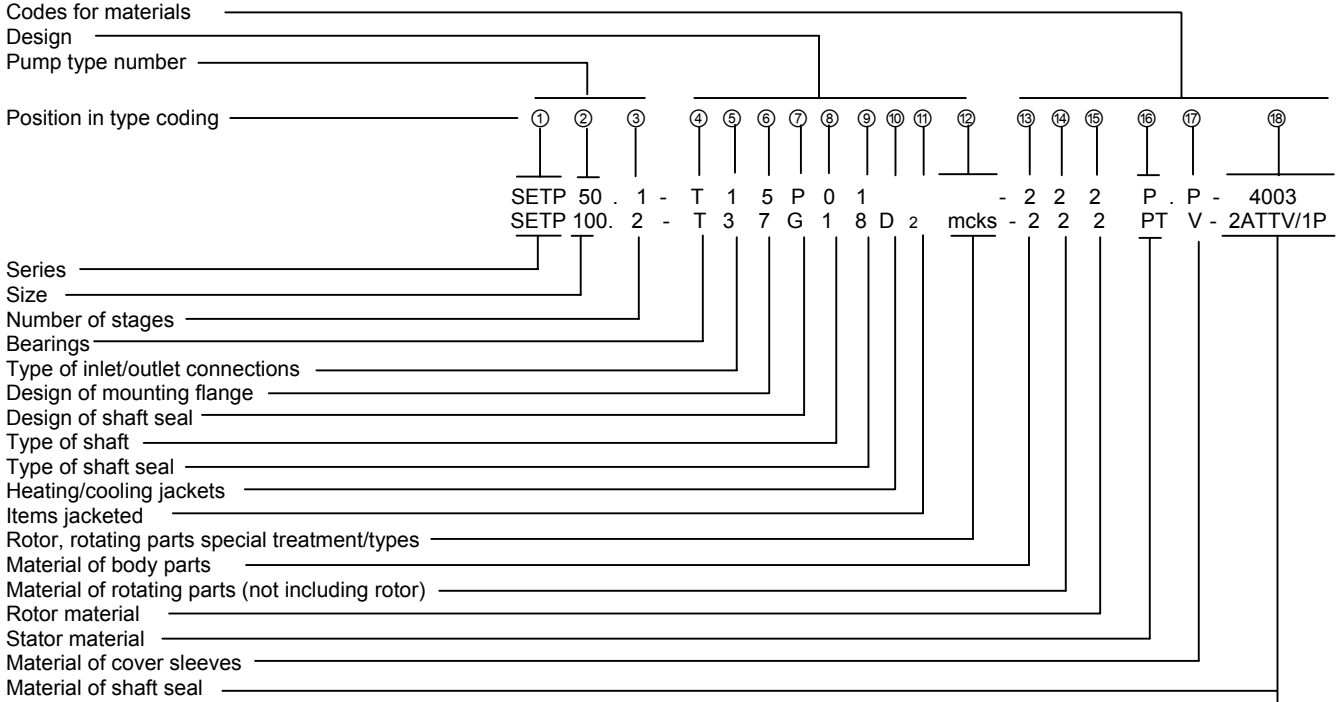 Codes for materials
Design
Pump type number
Position in type coding ① ② ③ ④ ⑤ ⑥ ⑦ ⑧ ⑨ ⑩ ⑪ ⑫ ⑬ ⑭ ⑮ ⑯ ⑰ ⑱
SETP 50 . 1 - T 1 5 P 0 1 - 2 2 2 P . P - 4003
SETP 100. 2 - T 3 7 G 1 8 D 2 mcks - 2 2 2 PT V - 2ATTV/1P
Series
Size
Number of stages
Bearings
Type of inlet/outlet connections
Design of mounting flange
Design of shaft seal
Type of shaft
Type of shaft seal
Heating/cooling jackets
Items jacketed
Rotor, rotating parts special treatment/types
Material of body parts
Material of rotating parts (not including rotor)
Rotor material
Stator material
Material of cover sleeves
Material of shaft seal